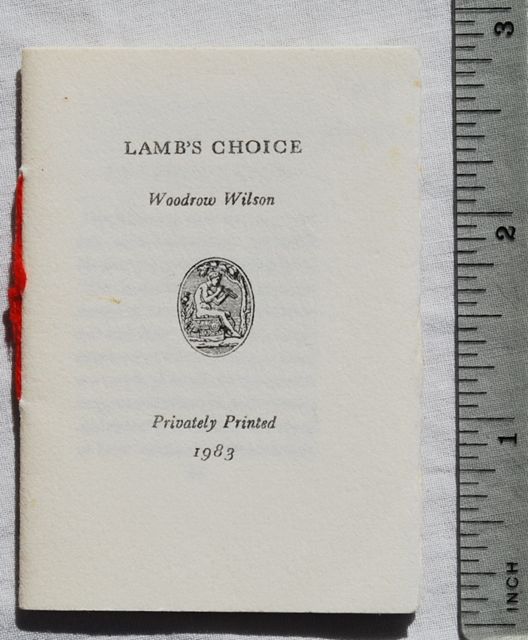 LAMB'S CHOICE
Woodrow Wilson
Privately Printed
1983
3
2
1
INCH